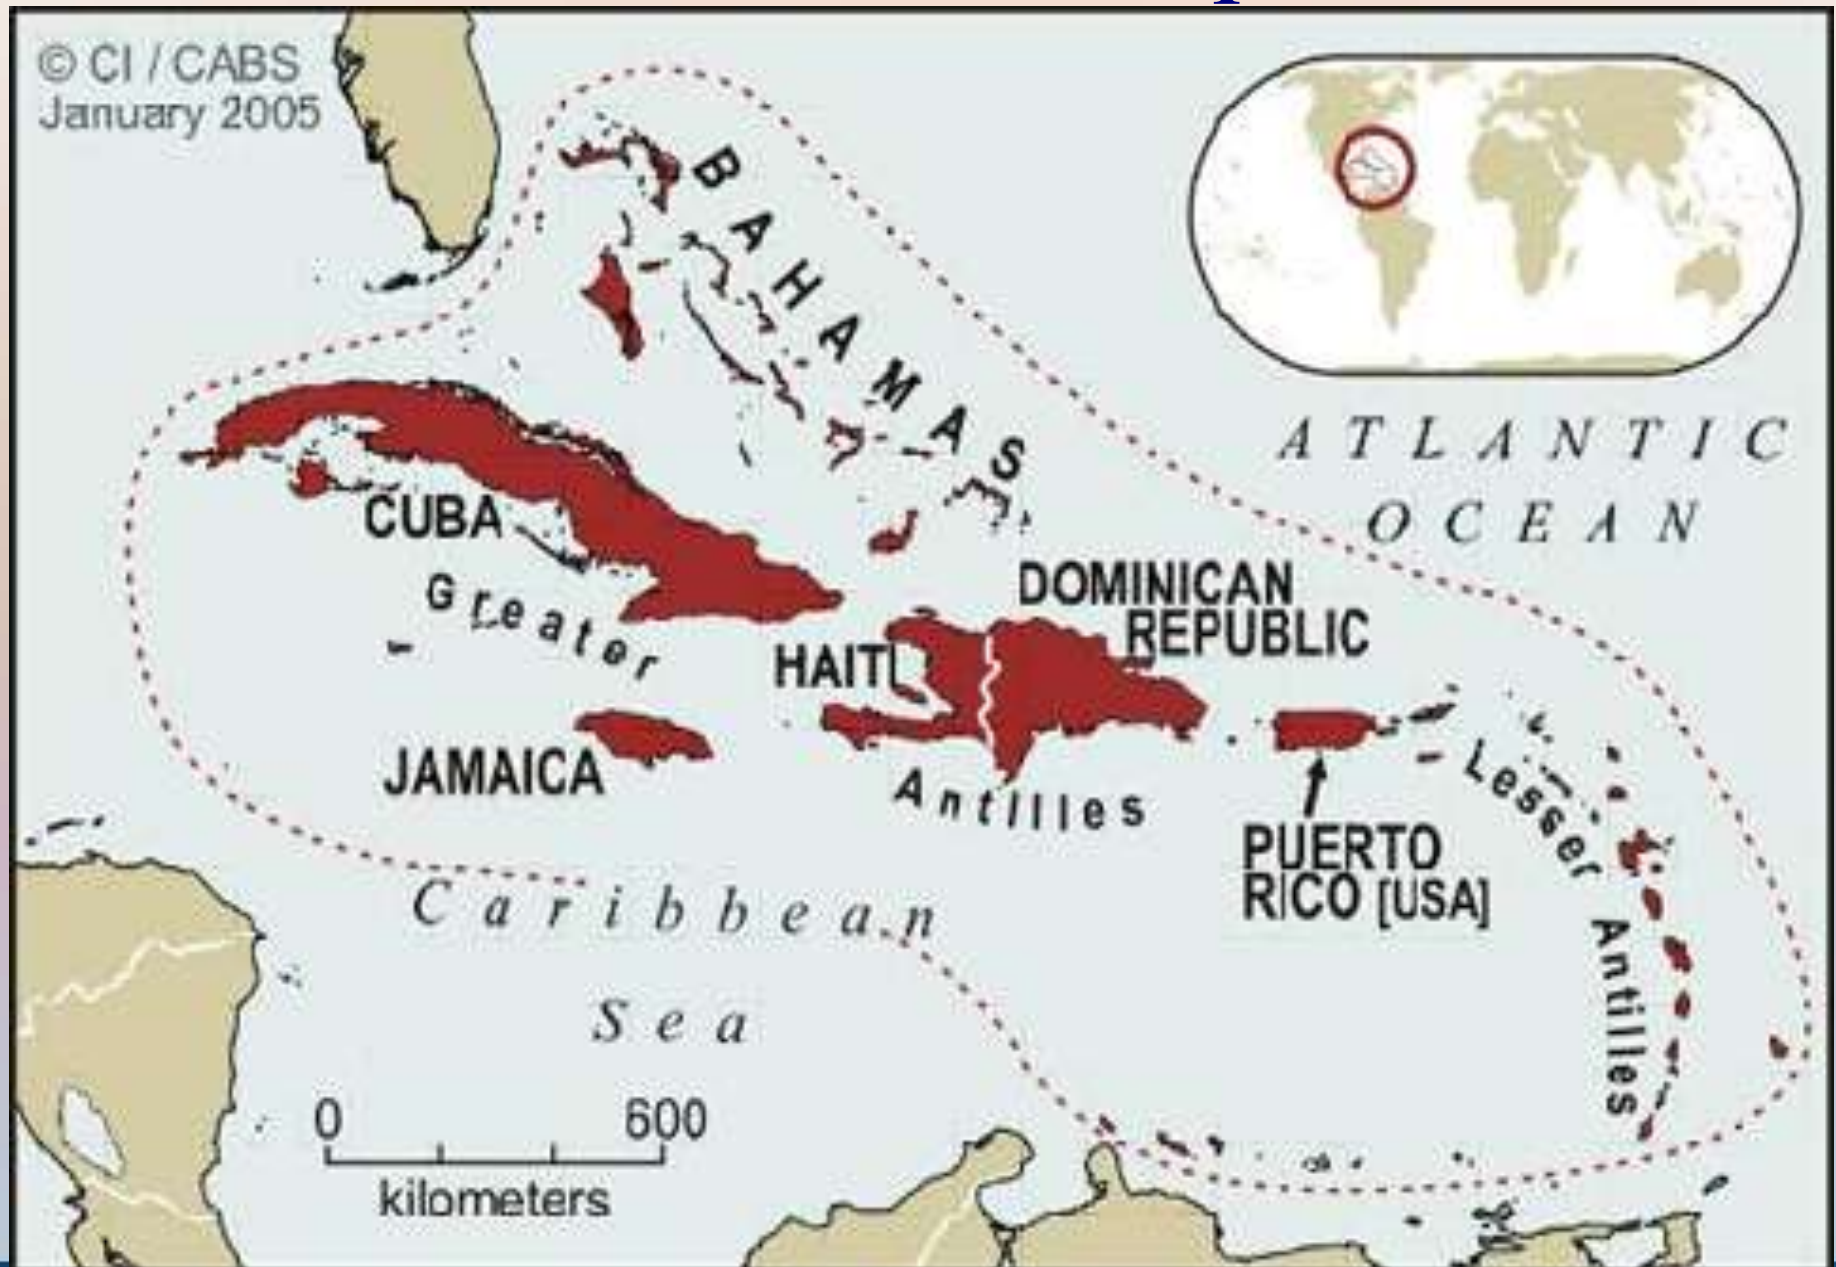 © CI / CABS
January 2005
BAHAMAS
ATLANTIC
OCEAN
CUBA
Greater
DOMINICAN
REPUBLIC
HAITI
JAMAICA
Antilles
Lesser
Antilles
PUERTO
RICO [USA]
Caribbean
Sea
0 600
kilometers